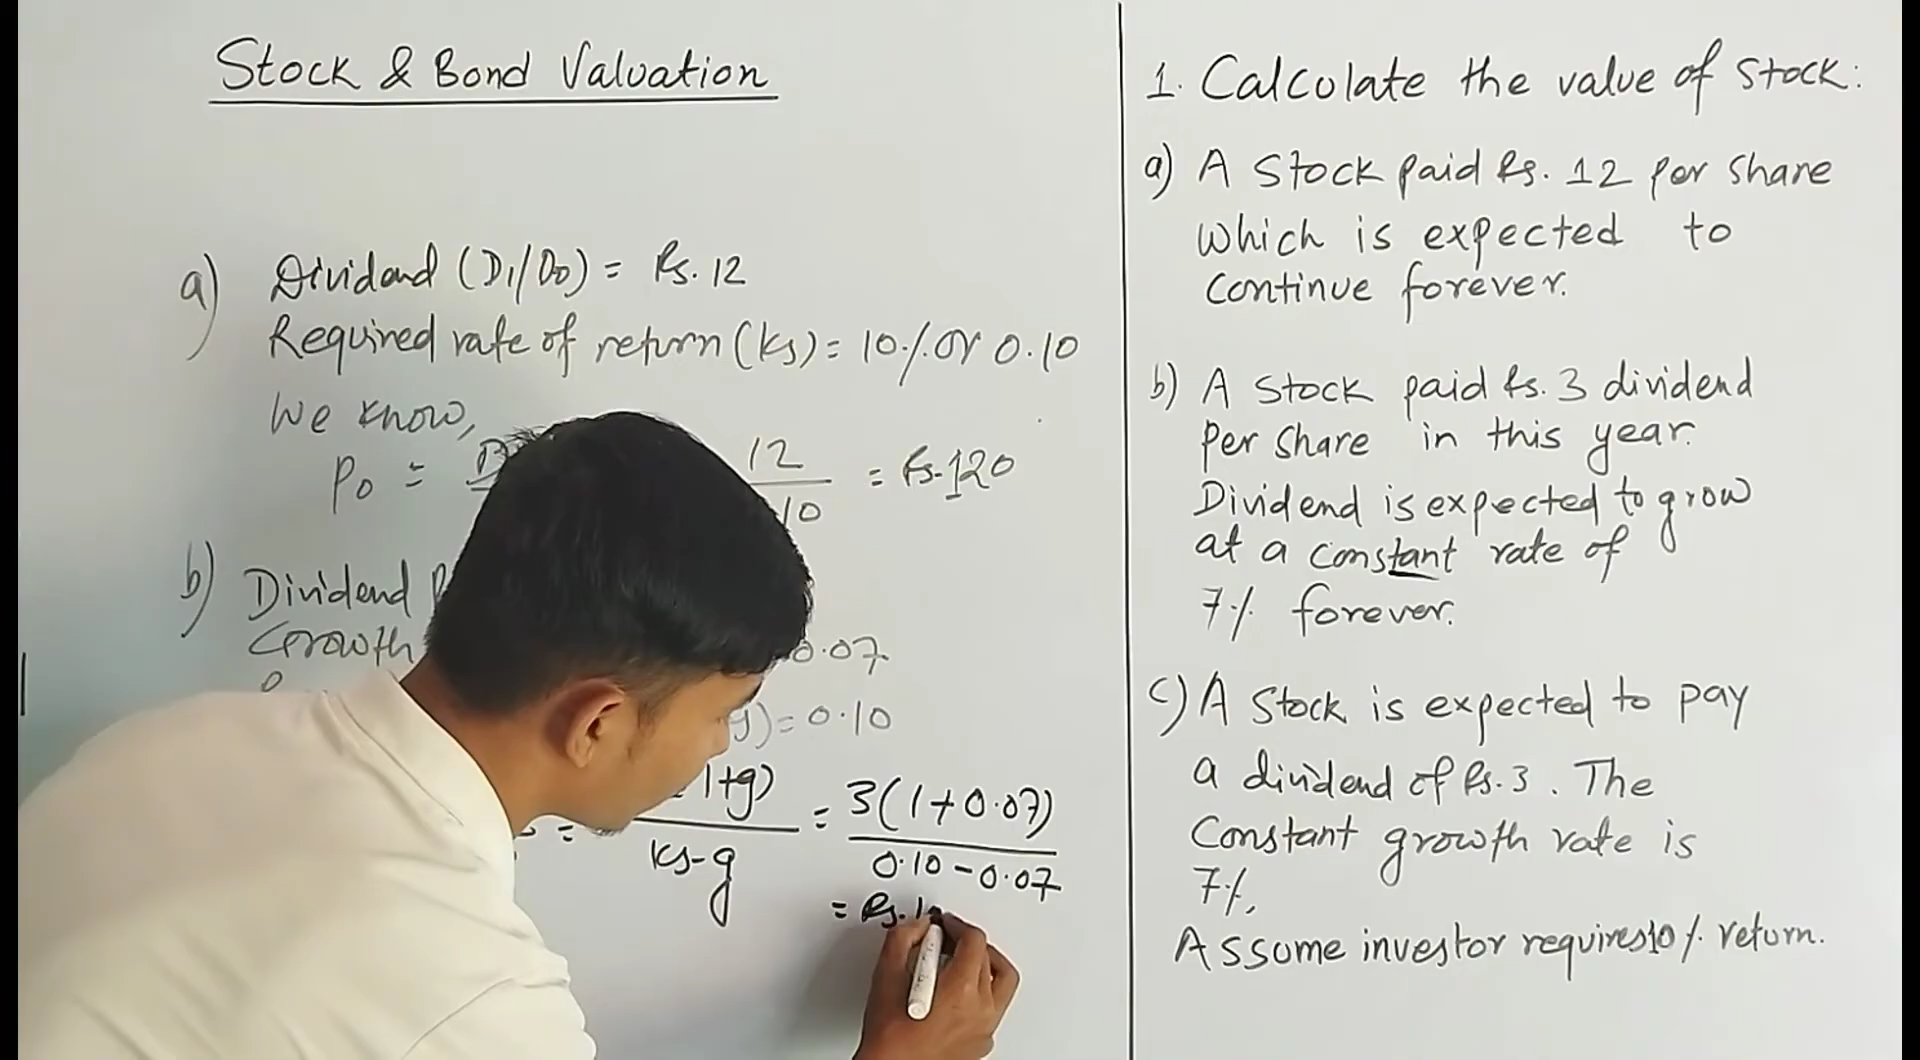 Stock & Bond Valuation
a) Dividend (D1/D0) = Rs. 12
Required rate of return (ks) = 10% or 0.10
We know,
P0 = 12 = Rs. 120
10
b) Dividend
Growth 0.07
g) = 0.10
= 1+g) = 3(1+0.07)
ks-g 0.10-0.07
= Rs. 1
1. Calculate the value of stock:
a) A Stock paid Rs. 12 per share
which is expected to
continue forever.
b) A Stock paid Rs. 3 dividend
per share in this year.
Dividend is expected to grow
at a constant rate of
7% forever.
c) A Stock is expected to pay
a dividend of Rs. 3. The
Constant growth rate is
7%.
Assume investor requires 10% return.